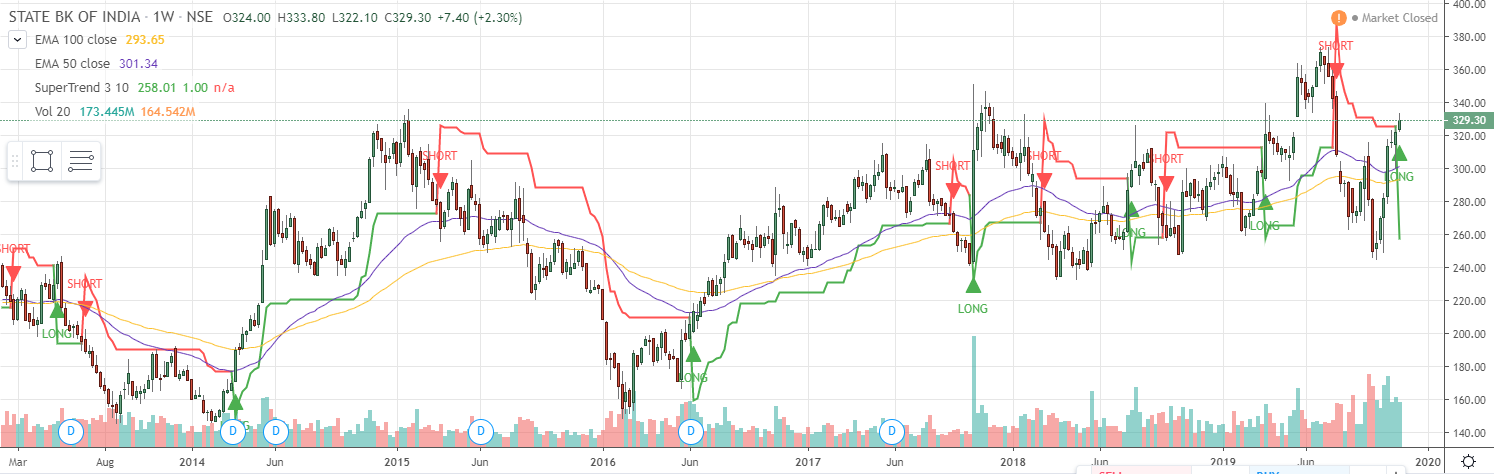 STATE BK OF INDIA · 1W · NSE O324.00 H333.80 L322.10 C329.30 +7.40 (+2.30%)
! Market Closed
EMA 100 close 293.65
EMA 50 close 301.34
SuperTrend 3 10 258.01 1.00 n/a
Vol 20 173.445M 164.542M
400.00
380.00
360.00
340.00
329.30
320.00
300.00
280.00
260.00
240.00
220.00
200.00
180.00
160.00
140.00
SHORT
LONG
SHORT
LONG
SHORT
LONG
SHORT
LONG
SHORT
LONG
SHORT
LONG
SHORT
LONG
D D D D D D
Mar Aug 2014 Jun 2015 Jun 2016 Jun 2017 Jun 2018 Jun 2019 Jun 2020